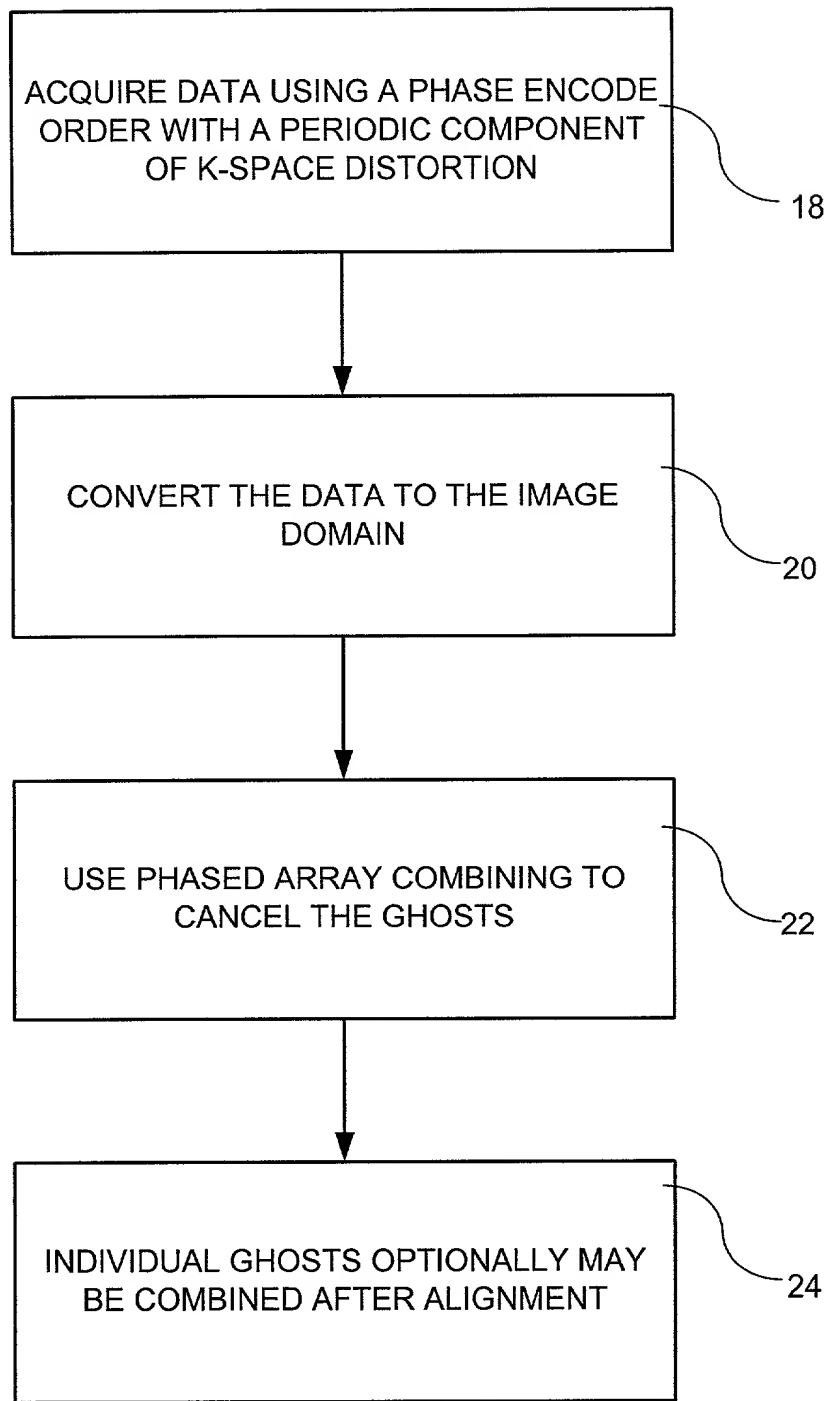 ACQUIRE DATA USING A PHASE ENCODE
ORDER WITH A PERIODIC COMPONENT
OF K-SPACE DISTORTION
18
CONVERT THE DATA TO THE IMAGE
DOMAIN
20
USE PHASED ARRAY COMBINING TO
CANCEL THE GHOSTS
22
INDIVIDUAL GHOSTS OPTIONALLY MAY
BE COMBINED AFTER ALIGNMENT
24